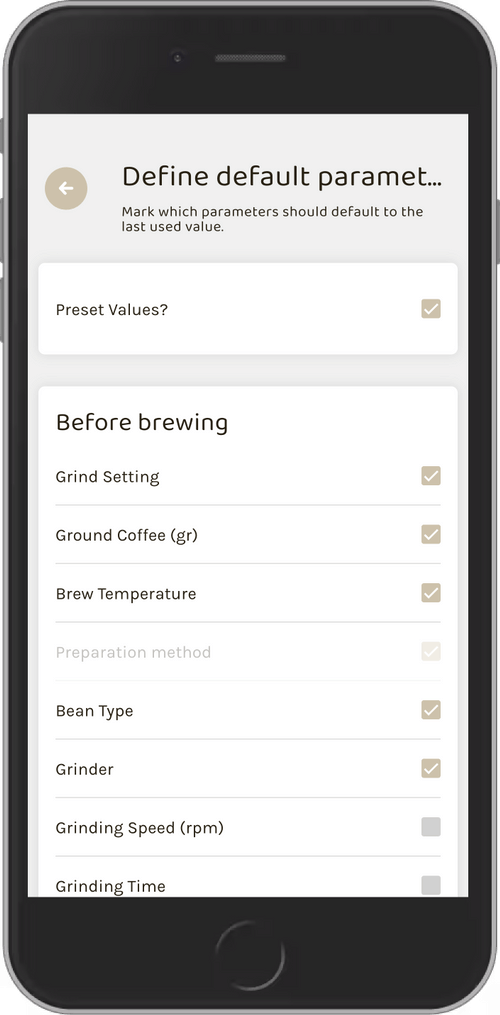 Define default paramet...
Mark which parameters should default to the
last used value.
Preset Values?
Before brewing
Grind Setting
Ground Coffee (gr)
Brew Temperature
Preparation method
Bean Type
Grinder
Grinding Speed (rpm)
Grinding Time